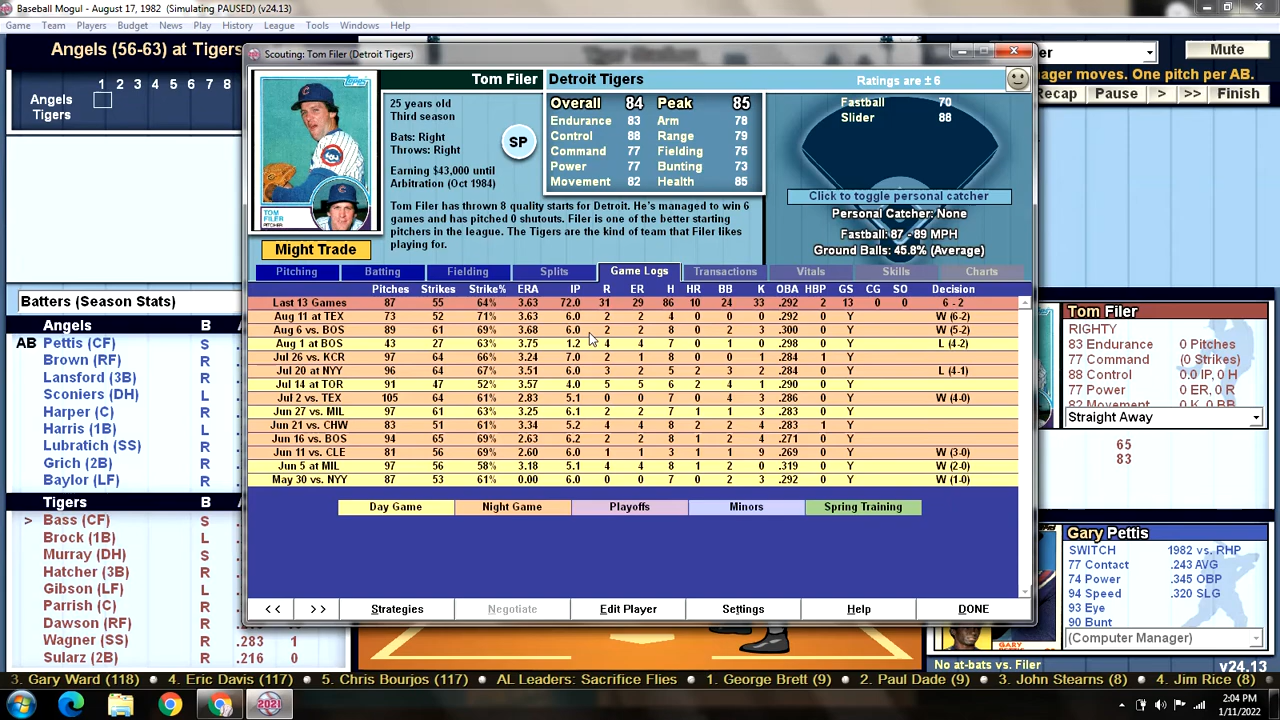 Baseball Mogul - August 17, 1982 (Simulating PAUSED) (v24.13)
Game Team Players Budget News Play History League Tools Windows Help
Angels (56-63) at Tigers
1 2 3 4 5 6 7 8
Angels
Tigers
Mute
ager moves. One pitch per AB.
Recap Pause > >> Finish
Scouting: Tom Filer (Detroit Tigers)
Topps
TOM FILER
PITCHER
Might Trade
Tom Filer
25 years old
Third season
Bats: Right
Throws: Right
Earning $43,000 until
Arbitration (Oct 1984)
SP
Detroit Tigers
Overall 84 Peak 85
Endurance 83 Arm 78
Control 88 Range 79
Command 77 Fielding 75
Power 77 Bunting 73
Movement 82 Health 85
Tom Filer has thrown 8 quality starts for Detroit. He's managed to win 6
games and has pitched 0 shutouts. Filer is one of the better starting
pitchers in the league. The Tigers are the kind of team that Filer likes
playing for.
Ratings are ± 6
Fastball 70
Slider 88
Click to toggle personal catcher
Personal Catcher: None
Fastball: 87 - 89 MPH
Ground Balls: 45.8% (Average)
Pitching Batting Fielding Splits Game Logs Transactions Vitals Skills Charts
Pitches Strikes Strike% ERA IP R ER H HR BB K OBA HBP GS CG SO Decision
Last 13 Games 87 55 64% 3.63 72.0 31 29 86 10 24 33 .292 2 13 0 0 6 - 2
Aug 11 at TEX 73 52 71% 3.63 6.0 2 2 4 0 0 0 .292 0 Y W (6-2)
Aug 6 vs. BOS 89 61 69% 3.68 6.0 2 2 8 0 2 3 .300 0 Y W (5-2)
Aug 1 at BOS 43 27 63% 3.75 1.2 4 4 7 0 1 0 .298 0 Y L (4-2)
Jul 26 vs. KCR 97 64 66% 3.24 7.0 2 1 8 0 0 1 .284 1 Y
Jul 20 at NYY 96 64 67% 3.51 6.0 3 2 5 2 3 2 .284 0 Y L (4-1)
Jul 14 at TOR 91 47 52% 3.57 4.0 5 5 6 2 4 1 .290 0 Y
Jul 2 vs. TEX 105 64 61% 2.83 5.1 0 0 7 0 4 3 .286 0 Y W (4-0)
Jun 27 vs. MIL 97 61 63% 3.25 6.1 2 2 7 1 1 3 .283 0 Y
Jun 21 vs. CHW 83 51 61% 3.34 5.2 4 4 8 2 2 4 .283 1 Y
Jun 16 vs. BOS 94 65 69% 2.63 6.2 2 2 8 1 2 4 .271 0 Y
Jun 11 vs. CLE 81 56 69% 2.60 6.0 1 1 3 1 1 9 .269 0 Y W (3-0)
Jun 5 at MIL 97 56 58% 3.18 5.1 4 4 8 1 2 0 .319 0 Y W (2-0)
May 30 vs. NYY 87 53 61% 0.00 6.0 0 0 7 0 2 3 .292 0 Y W (1-0)
Day Game Night Game Playoffs Minors Spring Training
<< >> Strategies Negotiate Edit Player Settings Help DONE
Batters (Season Stats)
Angels B
AB Pettis (CF) S
Brown (RF) R
Lansford (3B) R
Sconiers (DH) L
Harper (C) R
Harris (1B) L
Lubratich (SS) R
Grich (2B) R
Baylor (LF) R
Tigers B
> Bass (CF) S
Brock (1B) L
Murray (DH) S
Hatcher (3B) R
Gibson (LF) L
Parrish (C) R
Dawson (RF) R
Wagner (SS) R .283 1
Sularz (2B) R .216 0
Tom Filer
RIGHTY
83 Endurance 0 Pitches
77 Command (0 Strikes)
88 Control 0.0 IP, 0 H
77 Power 0 ER, 0 R
82 Movement 0 K, 0 BB
Straight Away
65
83
Gary Pettis
SWITCH 1982 vs. RHP
77 Contact .243 AVG
74 Power .345 OBP
94 Speed .320 SLG
93 Eye
90 Bunt
(Computer Manager)
No at-bats vs. Filer
v24.13
3. Gary Ward (118) 4. Eric Davis (117) 5. Chris Bourjos (117) AL Leaders: Sacrifice Flies 1. George Brett (9) 2. Paul Dade (9) 3. John Stearns (8) 4. Jim Rice (8)
2021
2:04 PM
1/11/2022